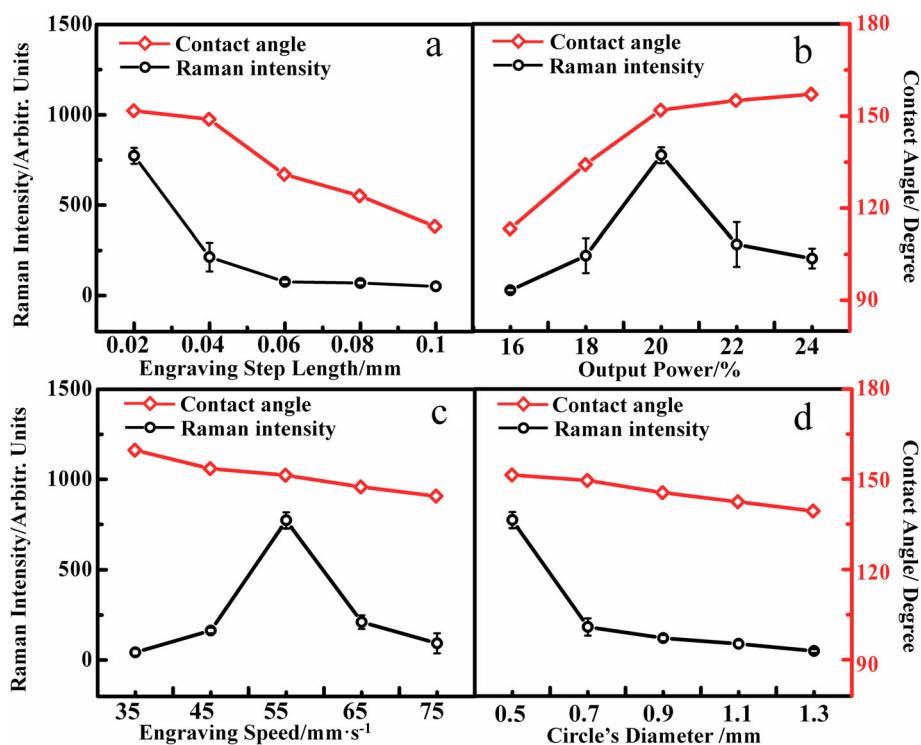 1500
1000
500
0
Raman Intensity/Arbitr. Units
Contact angle
Raman intensity
a
0.02 0.04 0.06 0.08 0.1
Engraving Step Length/mm
Contact angle
Raman intensity
b
16 18 20 22 24
Output Power/%
180
150
120
90
Contact Angle/ Degree
1500
1000
500
0
Raman Intensity/Arbitr. Units
Contact angle
Raman intensity
c
35 45 55 65 75
Engraving Speed/mm·s⁻¹
Contact angle
Raman intensity
d
0.5 0.7 0.9 1.1 1.3
Circle's Diameter /mm
180
150
120
90
Contact Angle/ Degree